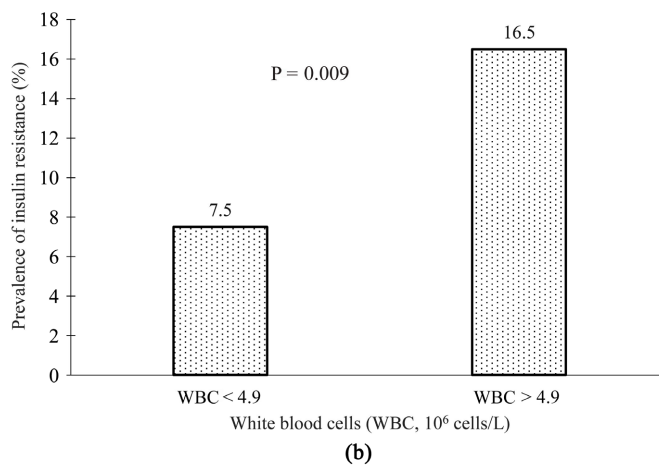 18
16
14
12
10
8
6
4
2
0
Prevalence of insulin resistance (%)
P = 0.009
7.5
16.5
WBC < 4.9
WBC > 4.9
White blood cells (WBC, 10⁶ cells/L)
(b)